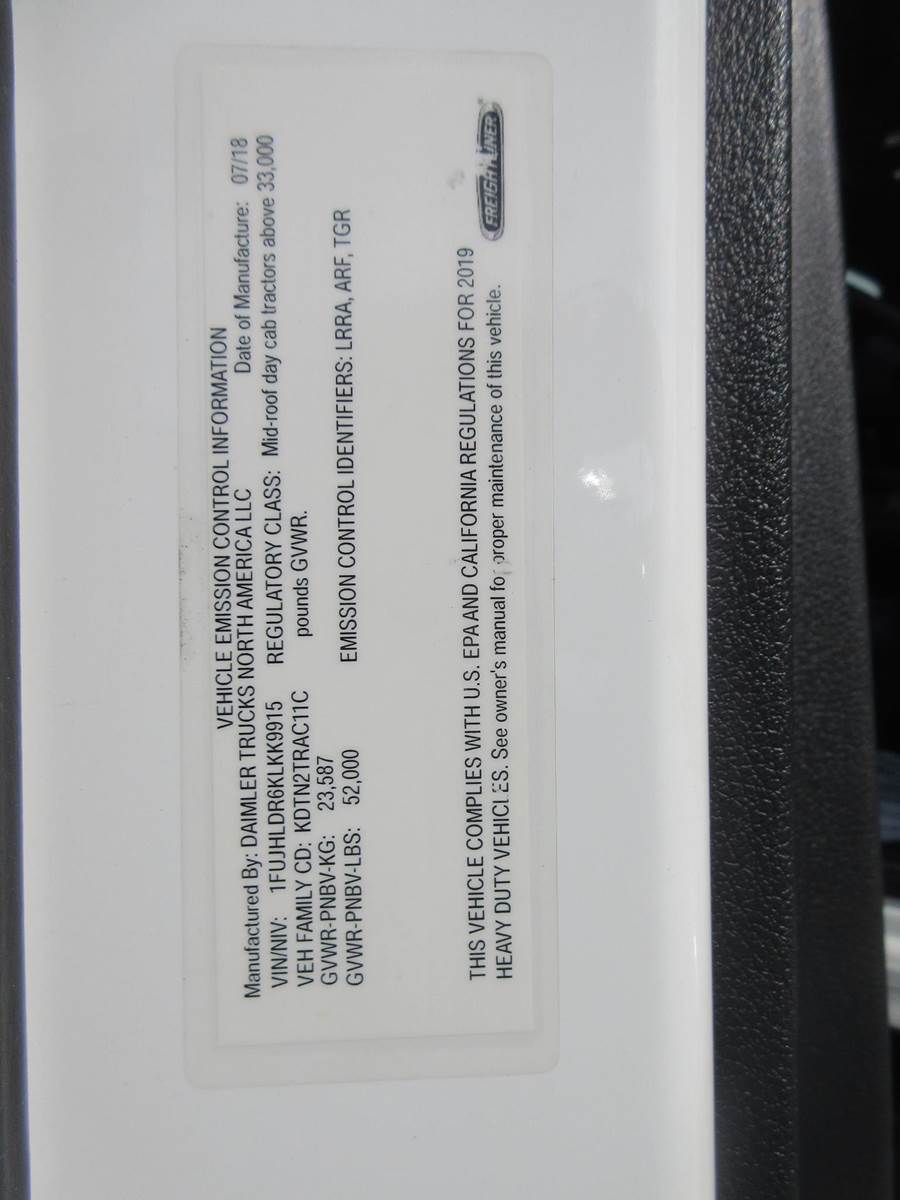 VEHICLE EMISSION CONTROL INFORMATION
Manufactured By: DAIMLER TRUCKS NORTH AMERICA LLC Date of Manufacture: 07/18
VIN/NIV: 1FUJHLDR6KLKK9915 REGULATORY CLASS: Mid-roof day cab tractors above 33,000
VEH FAMILY CD: KDTN2TRAC11C pounds GVWR.
GVWR-PNBV-KG: 23,587
GVWR-PNBV-LBS: 52,000 EMISSION CONTROL IDENTIFIERS: LRRA, ARF, TGR
THIS VEHICLE COMPLIES WITH U.S. EPA AND CALIFORNIA REGULATIONS FOR 2019
HEAVY DUTY VEHICLES. See owner's manual for proper maintenance of this vehicle.
FREIGHTLINER